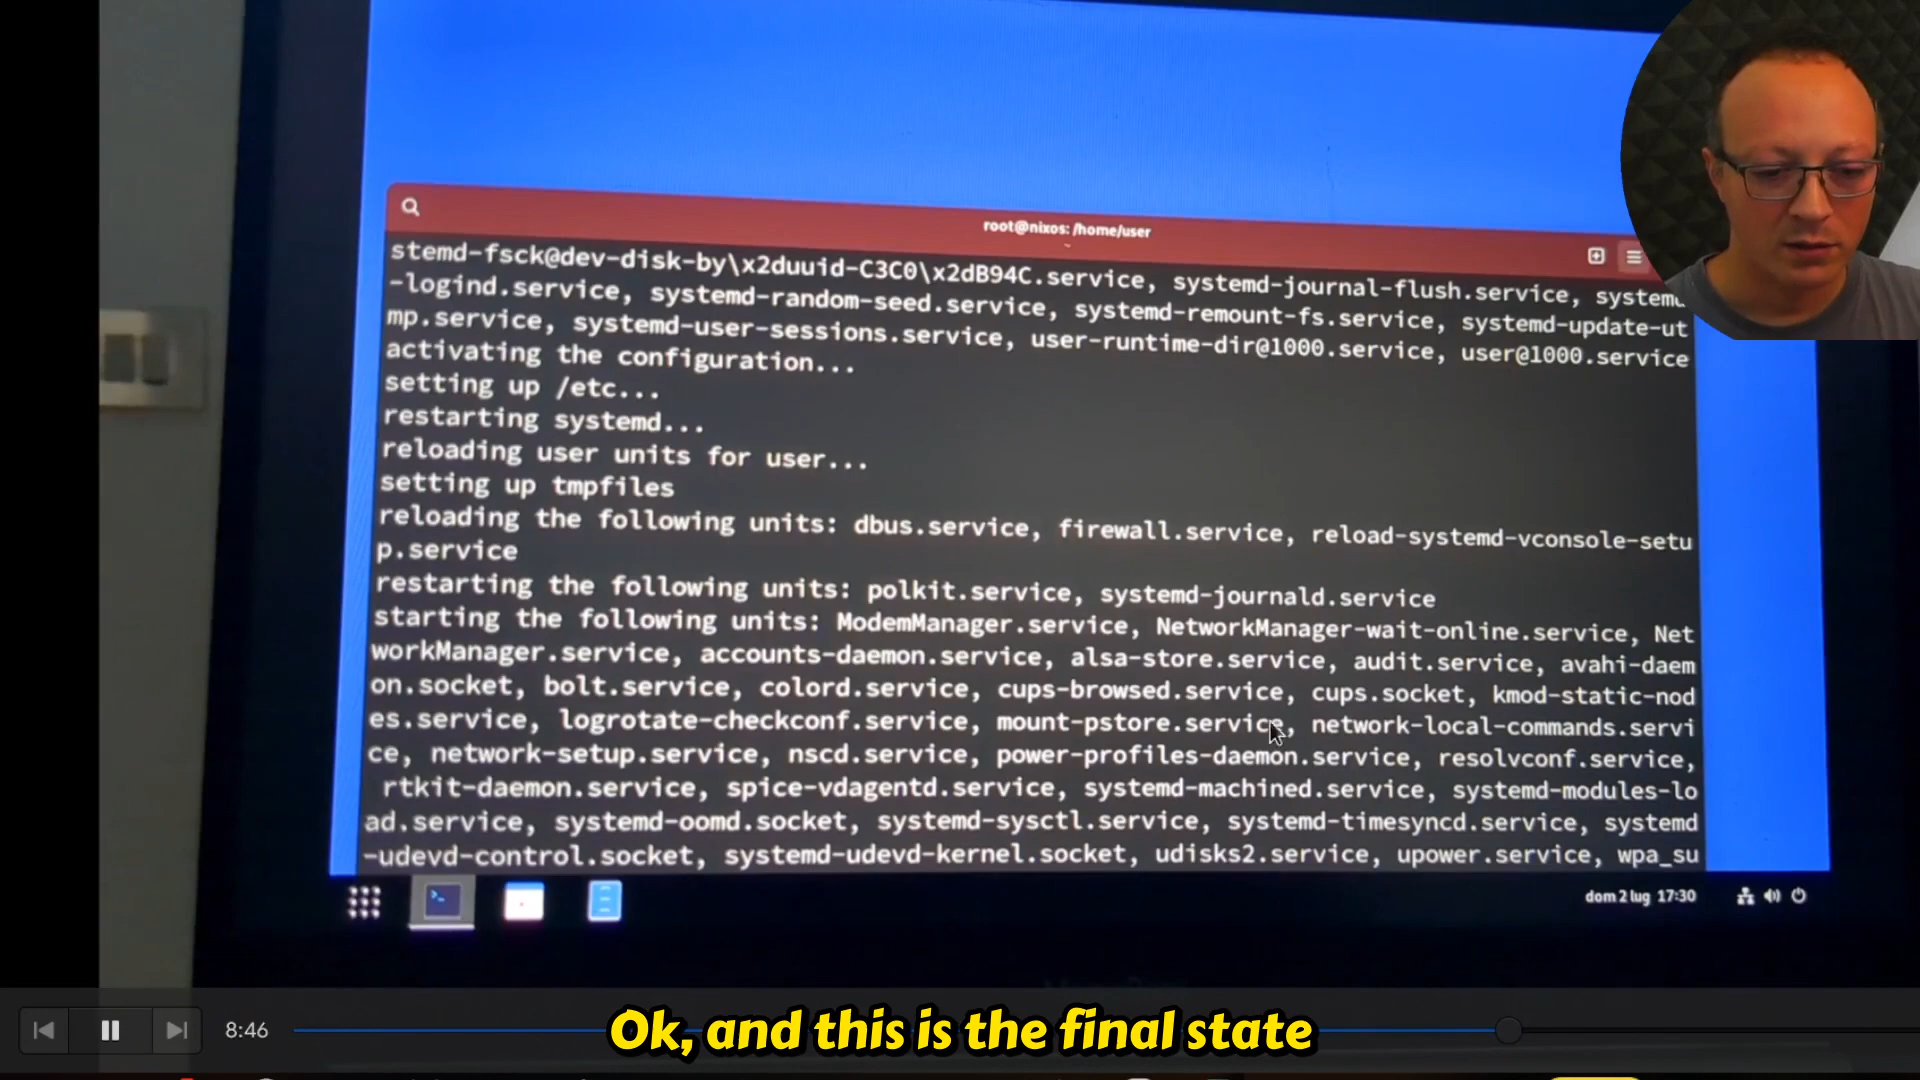 root@nixos: /home/user
stemd-fsck@dev-disk-by\x2duuid-C3C0\x2dB94C.service, systemd-journal-flush.service, systemd
-logind.service, systemd-random-seed.service, systemd-remount-fs.service, systemd-update-ut
mp.service, systemd-user-sessions.service, user-runtime-dir@1000.service, user@1000.service
activating the configuration...
setting up /etc...
restarting systemd...
reloading user units for user...
setting up tmpfiles
reloading the following units: dbus.service, firewall.service, reload-systemd-vconsole-setu
p.service
restarting the following units: polkit.service, systemd-journald.service
starting the following units: ModemManager.service, NetworkManager-wait-online.service, Net
workManager.service, accounts-daemon.service, alsa-store.service, audit.service, avahi-daem
on.socket, bolt.service, colord.service, cups-browsed.service, cups.socket, kmod-static-nod
es.service, logrotate-checkconf.service, mount-pstore.service, network-local-commands.servi
ce, network-setup.service, nscd.service, power-profiles-daemon.service, resolvconf.service,
rtkit-daemon.service, spice-vdagentd.service, systemd-machined.service, systemd-modules-lo
ad.service, systemd-oomd.socket, systemd-sysctl.service, systemd-timesyncd.service, systemd
-udevd-control.socket, systemd-udevd-kernel.socket, udisks2.service, upower.service, wpa_su
dom 2 lug 17:30
8:46
Ok, and this is the final state